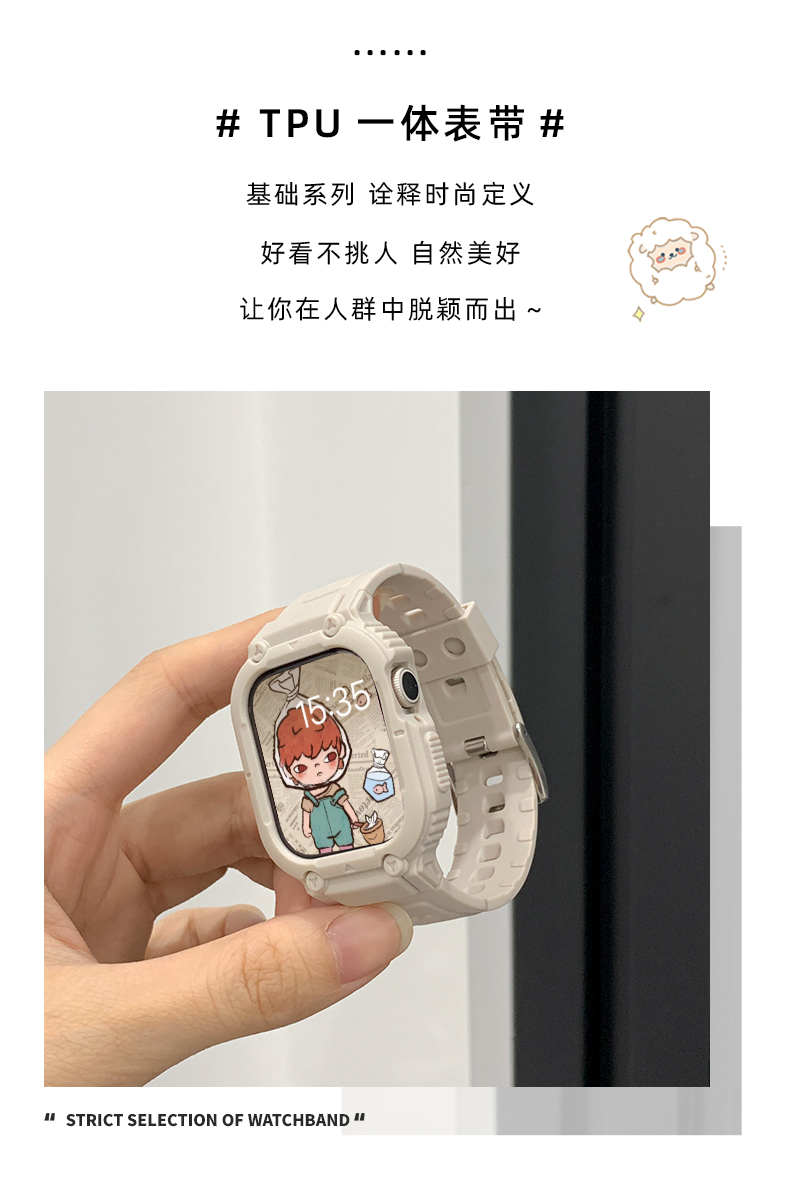 # TPU 一体表带 #
基础系列 诠释时尚定义
好看不挑人 自然美好
让你在人群中脱颖而出 ~
15:35
“ STRICT SELECTION OF WATCHBAND “